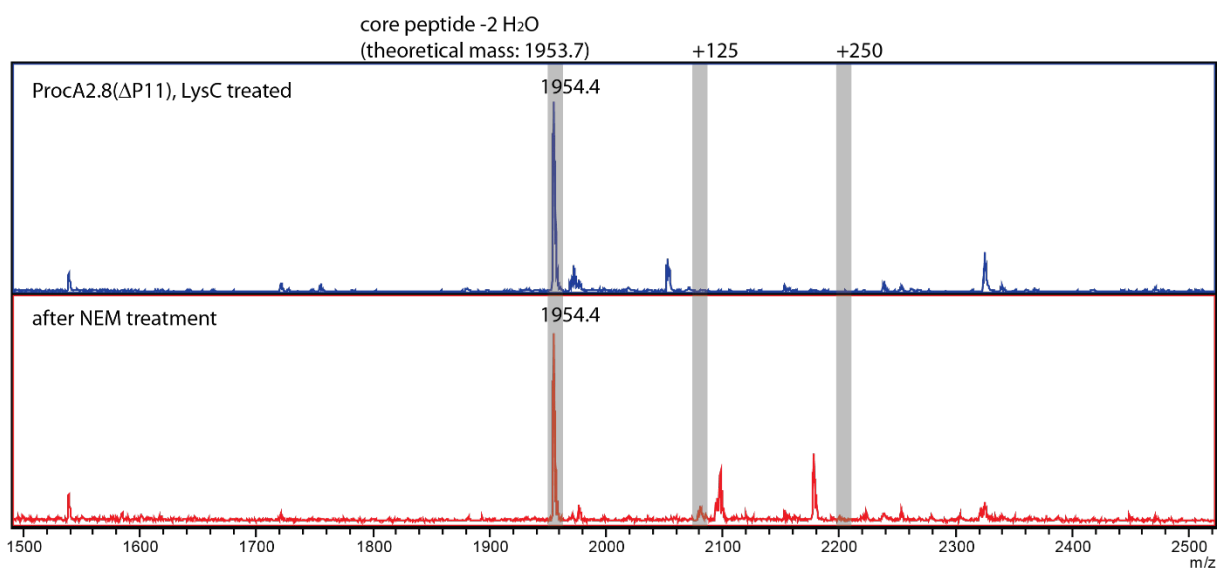 core peptide -2 H₂O
(theoretical mass: 1953.7) +125 +250
ProcA2.8(ΔP11), LysC treated
1954.4
after NEM treatment
1954.4
1500 1600 1700 1800 1900 2000 2100 2200 2300 2400 2500
m/z